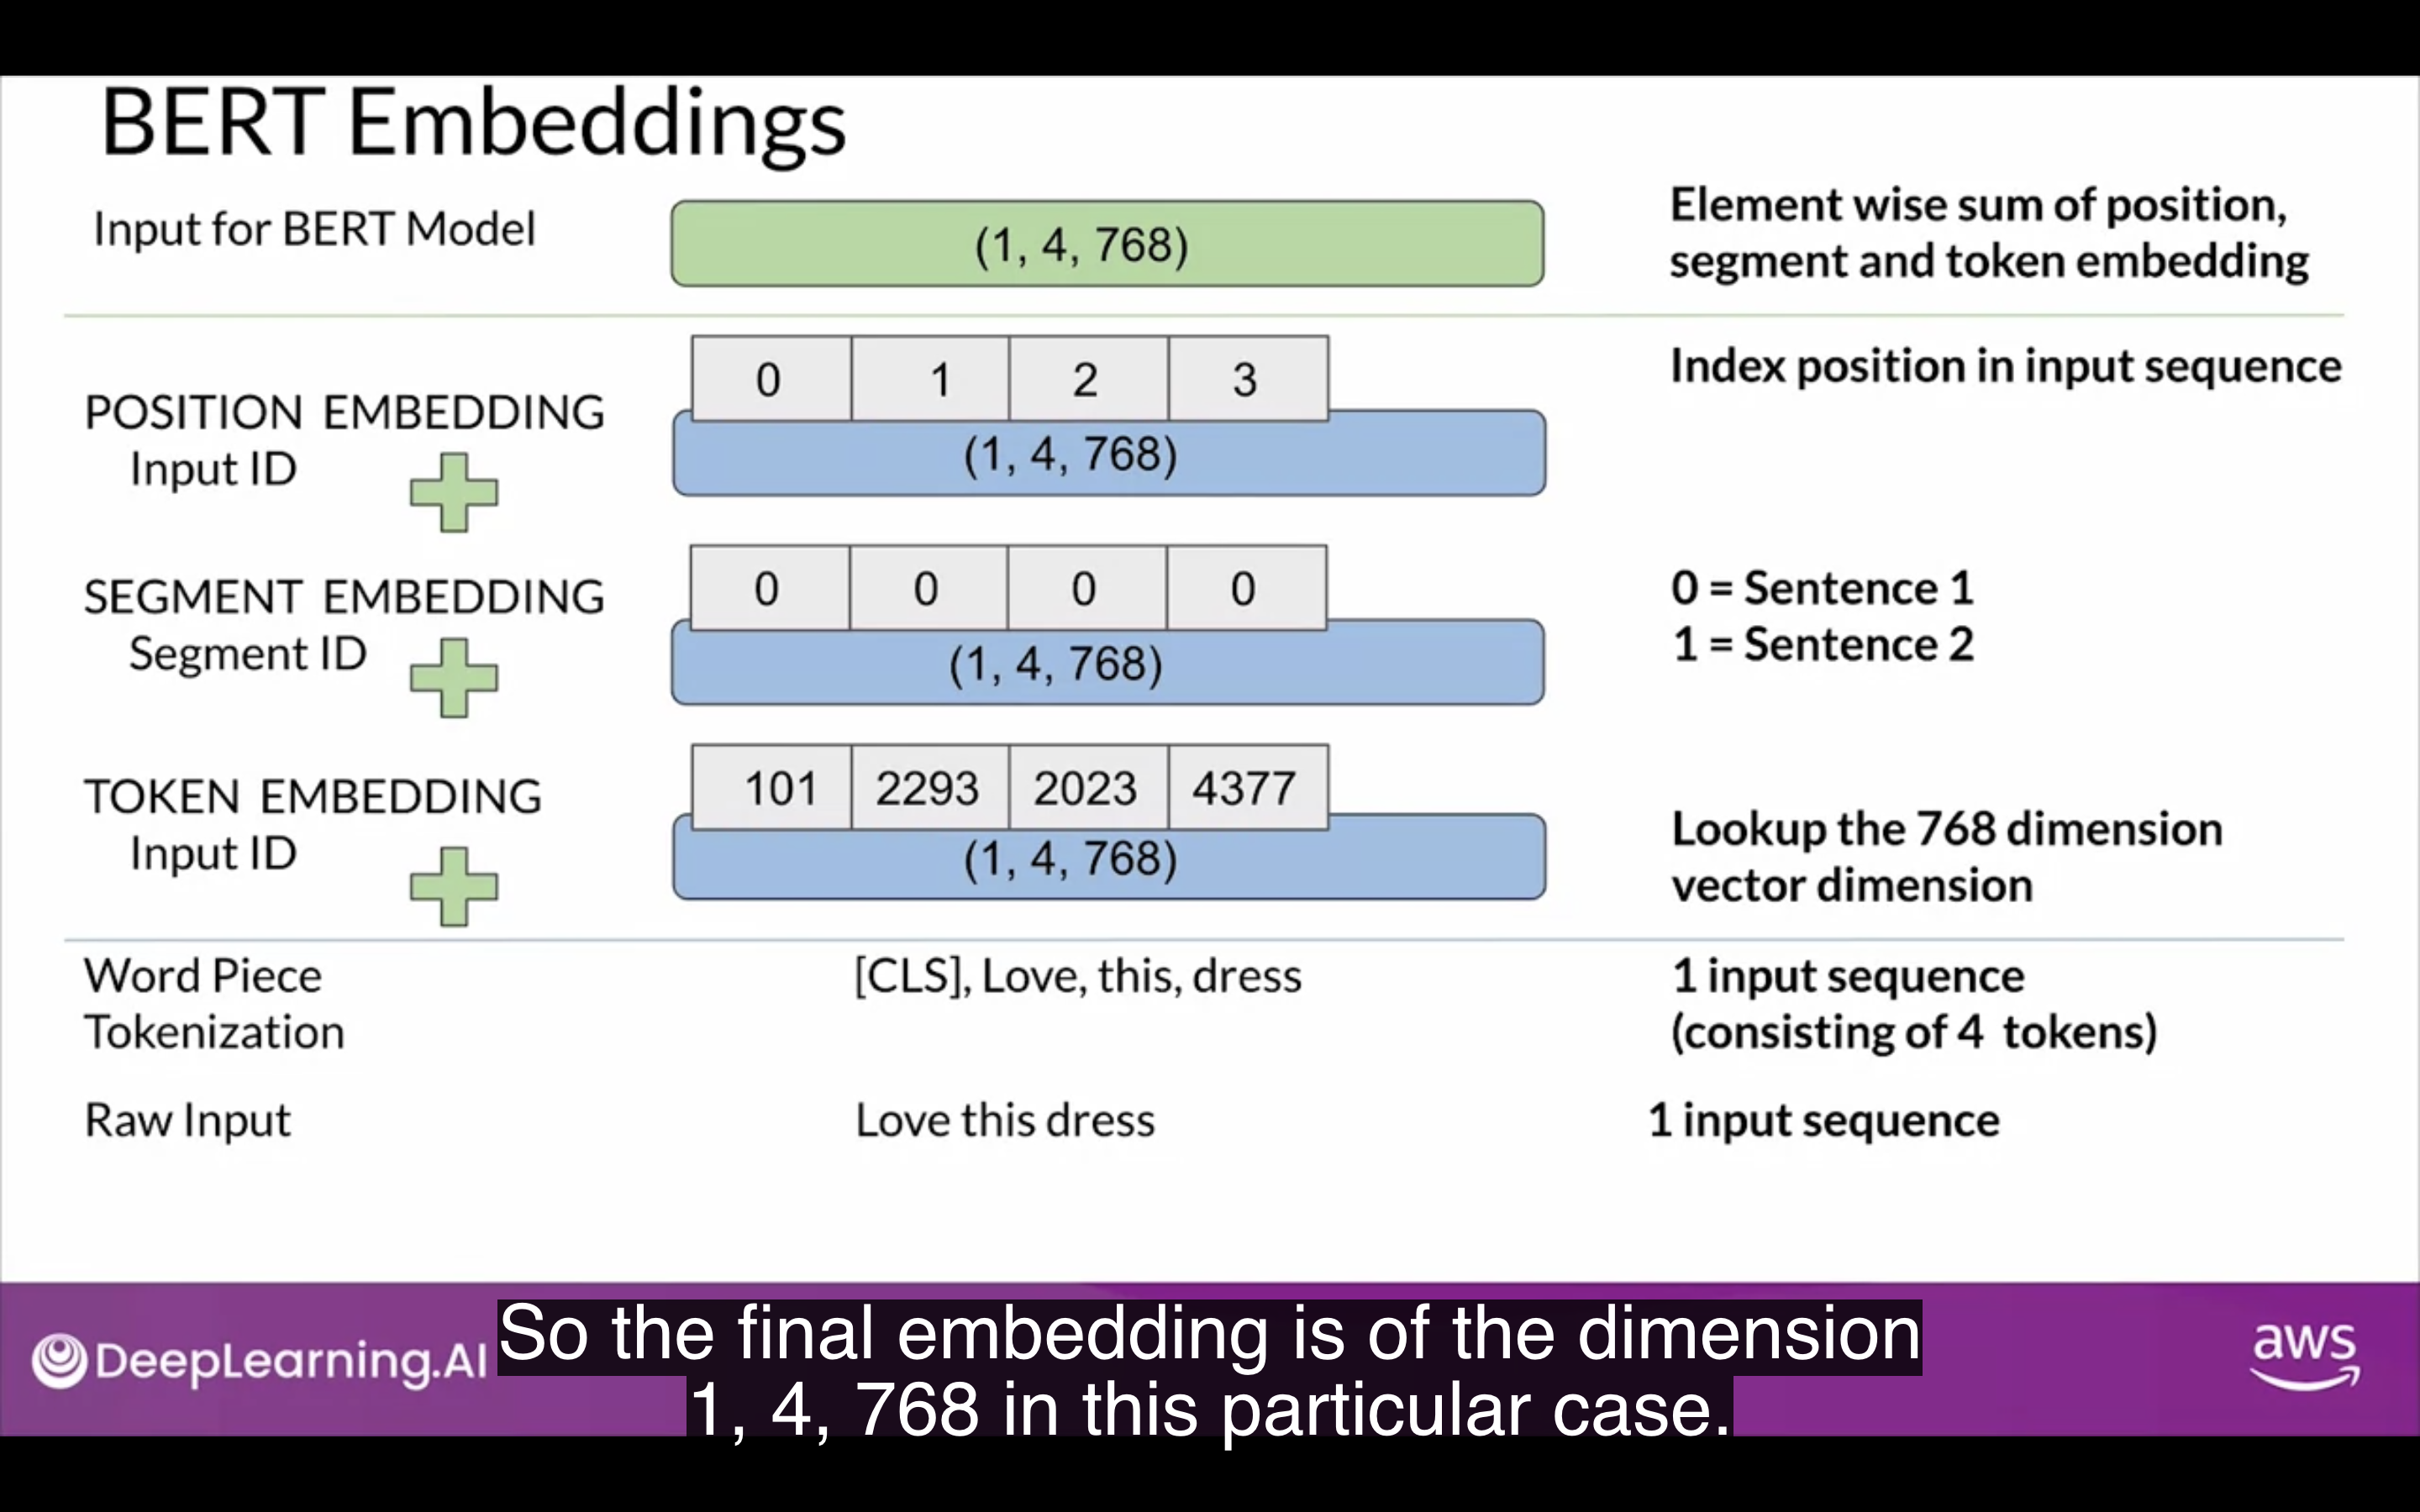 BERT Embeddings
Input for BERT Model
(1, 4, 768)
Element wise sum of position,
segment and token embedding
0 1 2 3
Index position in input sequence
POSITION EMBEDDING
Input ID
(1, 4, 768)
0 0 0 0
SEGMENT EMBEDDING
Segment ID
(1, 4, 768)
0 = Sentence 1
1 = Sentence 2
101 2293 2023 4377
TOKEN EMBEDDING
Input ID
(1, 4, 768)
Lookup the 768 dimension
vector dimension
Word Piece
Tokenization
[CLS], Love, this, dress
1 input sequence
(consisting of 4 tokens)
Raw Input
Love this dress
1 input sequence
DeepLearning.AI
So the final embedding is of the dimension
1, 4, 768 in this particular case.
aws